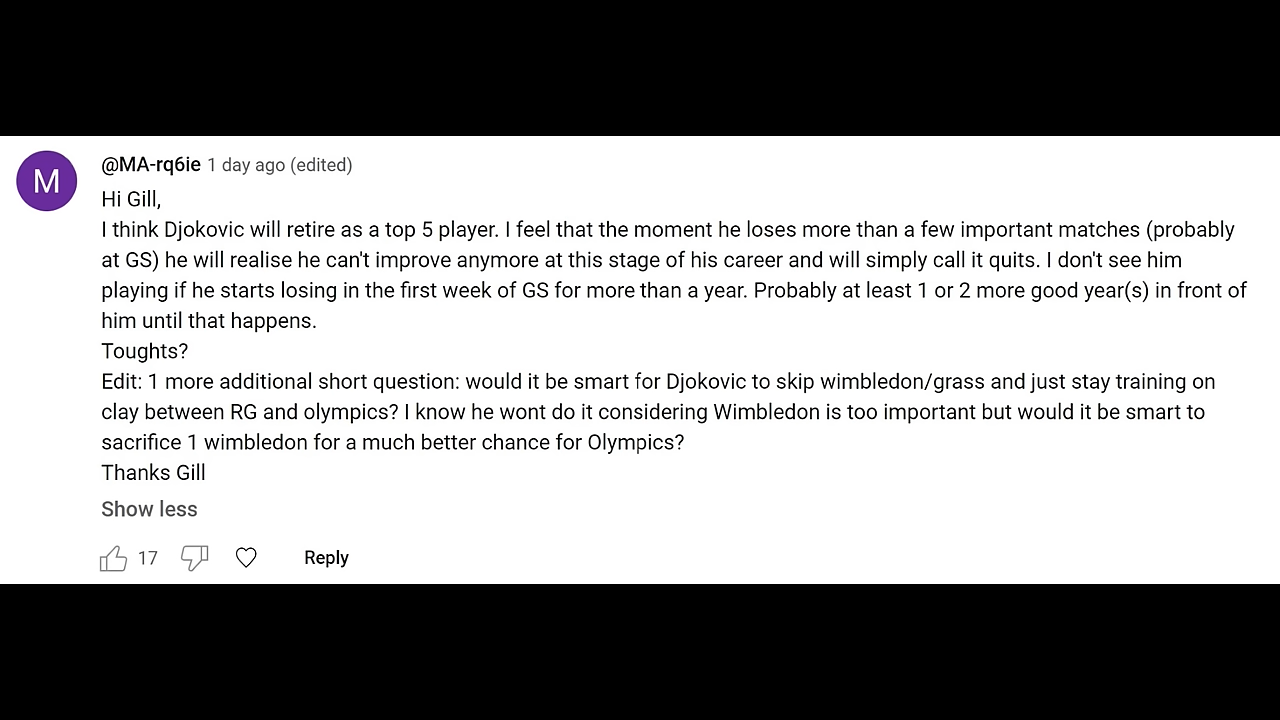 M
@MA-rq6ie 1 day ago (edited)
Hi Gill,
I think Djokovic will retire as a top 5 player. I feel that the moment he loses more than a few important matches (probably
at GS) he will realise he can't improve anymore at this stage of his career and will simply call it quits. I don't see him
playing if he starts losing in the first week of GS for more than a year. Probably at least 1 or 2 more good year(s) in front of
him until that happens.
Toughts?
Edit: 1 more additional short question: would it be smart for Djokovic to skip wimbledon/grass and just stay training on
clay between RG and olympics? I know he wont do it considering Wimbledon is too important but would it be smart to
sacrifice 1 wimbledon for a much better chance for Olympics?
Thanks Gill
Show less
17 Reply